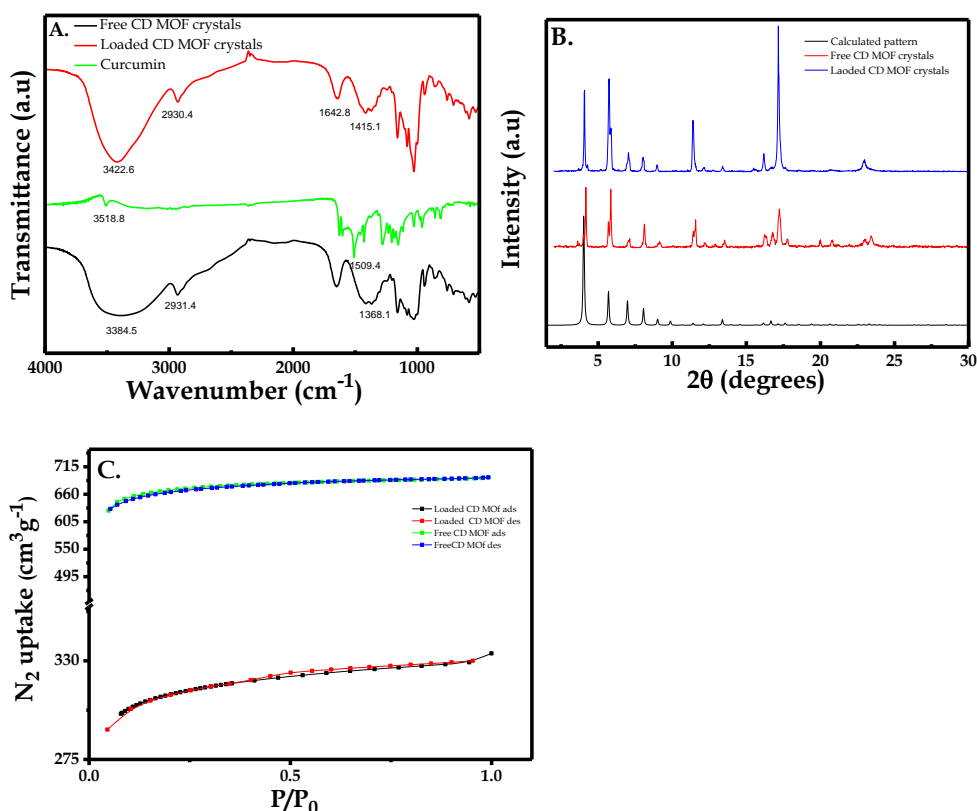 A.
Free CD MOF crystals
Loaded CD MOF crystals
Curcumin
Transmittance (a.u)
2930.4
1642.8
1415.1
3422.6
3518.8
1509.4
2931.4
1368.1
3384.5
4000 3000 2000 1000
Wavenumber (cm⁻¹)
B.
Calculated pattern
Free CD MOF crystals
Laoded CD MOF crystals
Intensity (a.u)
5 10 15 20 25 30
2θ (degrees)
C.
715
660
605
550
495
330
275
N₂ uptake (cm³g⁻¹)
Loaded CD MOf ads
Loaded CD MOF des
Free CD MOF ads
FreeCD MOf des
0.0 0.5 1.0
P/P₀